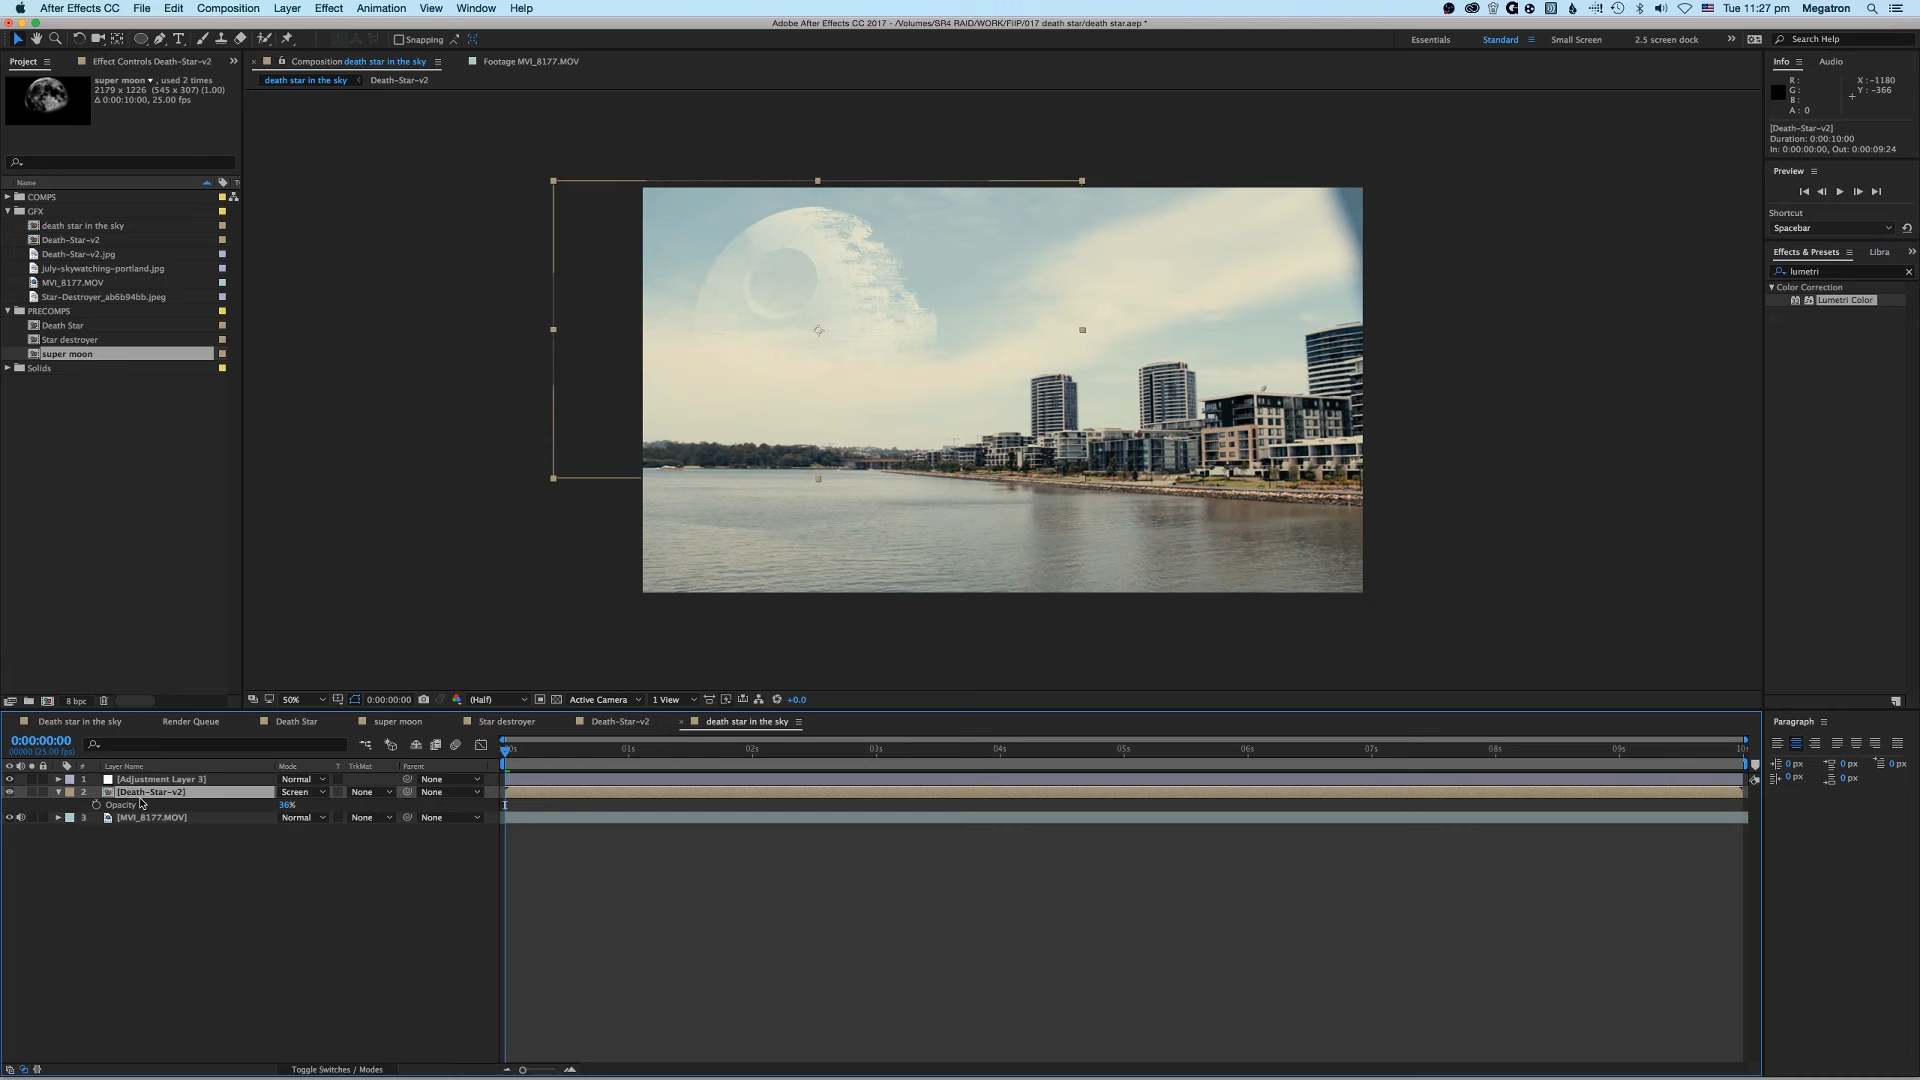 After Effects CC File Edit Composition Layer Effect Animation View Window Help
Tue 11:27 pm Megatron
Adobe After Effects CC 2017 - /Volumes/SR4 RAID/WORK/FIIP/017 death star/death star.aep *
Snapping
Essentials Standard Small Screen 2.5 screen dock Search Help
Project Effect Controls Death-Star-v2
super moon , used 2 times
2179 x 1226 (545 x 307) (1.00)
Δ 0:00:10:00, 25.00 fps
Composition death star in the sky Footage MVI_8177.MOV
death star in the sky Death-Star-v2
Info Audio
R : X : -1180
G : Y : -366
B :
A : 0
[Death-Star-v2]
Duration: 0:00:10:00
In: 0:00:00:00, Out: 0:00:09:24
Preview
Shortcut
Spacebar
Effects & Presets Libra
lumetri
Color Correction
Lumetri Color
Name T
COMPS
GFX
death star in the sky
Death-Star-v2
Death-Star-v2.jpg
july-skywatching-portland.jpg
MVI_8177.MOV
Star-Destroyer_ab6b94bb.jpeg
PRECOMPS
Death Star
Star destroyer
super moon
Solids
8 bpc
50% 0:00:00:00 (Half) Active Camera 1 View +0.0
Death star in the sky Render Queue Death Star super moon Star destroyer Death-Star-v2 death star in the sky
0:00:00:00
00000 (25.00 fps)
# Layer Name Mode T TrkMat Parent
1 [Adjustment Layer 3] Normal None
2 [Death-Star-v2] Screen None None
Opacity 36%
3 [MVI_8177.MOV] Normal None None
01s 02s 03s 04s 05s 06s 07s 08s 09s
Toggle Switches / Modes
Paragraph
0 px 0 px 0 px
0 px 0 px